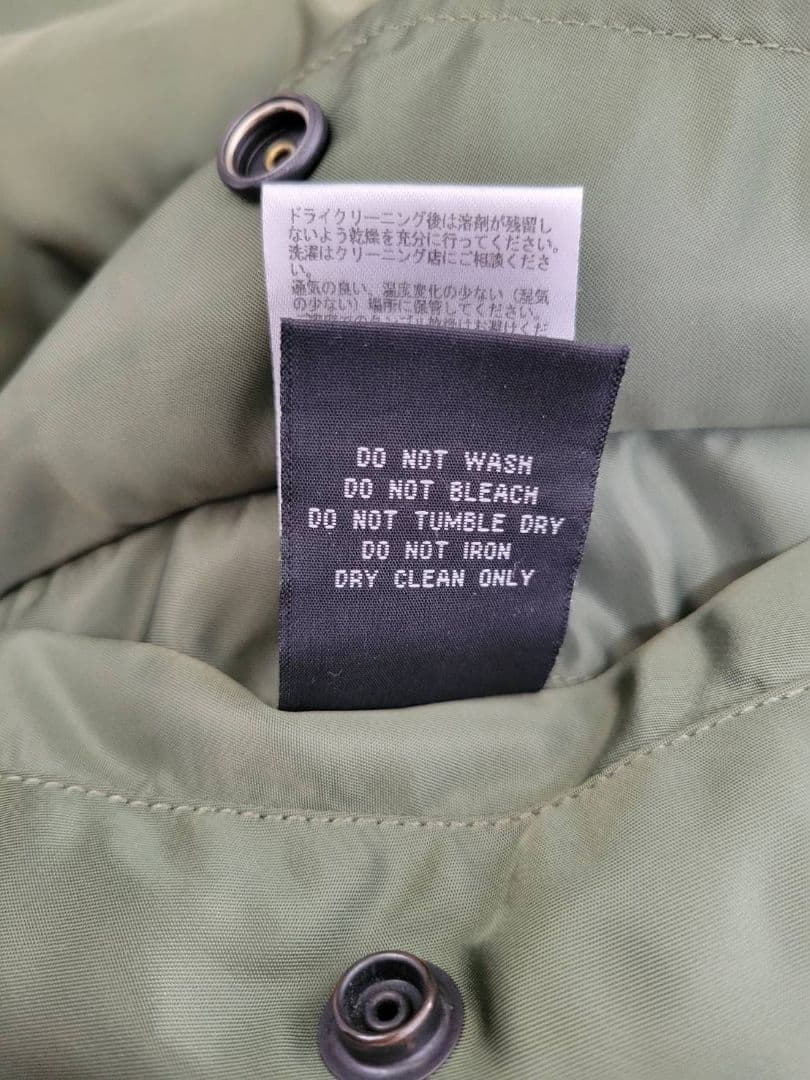 ドライクリーニング後は溶剤が残留し
ないよう乾燥を充分に行ってください。
洗濯はクリーニング店にご相談くださ
い。
通気の良い、温度変化の少ない（湿気
の少ない）場所に保管してください。
DO NOT WASH
DO NOT BLEACH
DO NOT TUMBLE DRY
DO NOT IRON
DRY CLEAN ONLY